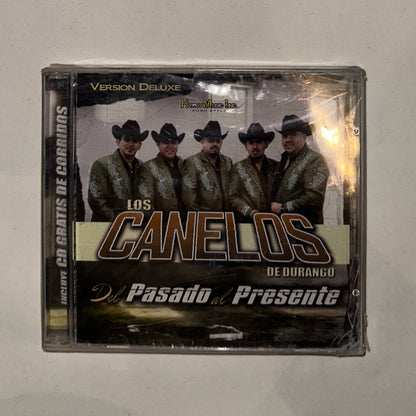 VERSION DELUXE
LOS
CANELOS
DE DURANGO
Del Pasado al Presente
INCLUYE CD GRATIS DE CORRIDOS